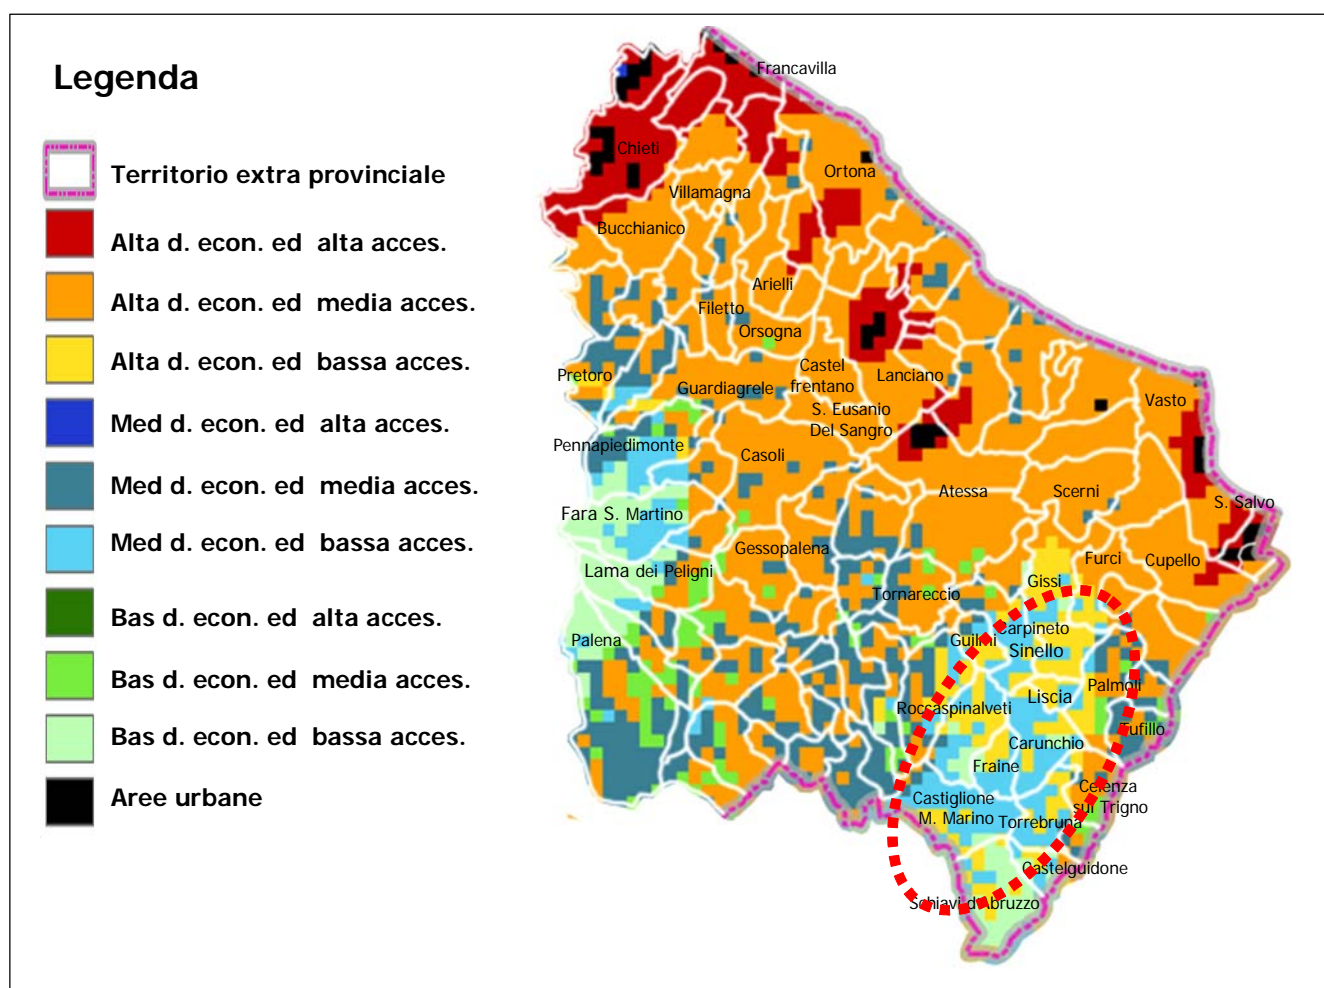 Legenda
Territorio extra provinciale
Alta d. econ. ed alta acces.
Alta d. econ. ed media acces.
Alta d. econ. ed bassa acces.
Med d. econ. ed alta acces.
Med d. econ. ed media acces.
Med d. econ. ed bassa acces.
Bas d. econ. ed alta acces.
Bas d. econ. ed media acces.
Bas d. econ. ed bassa acces.
Aree urbane
Francavilla
Chieti
Ortona
Villamagna
Bucchianico
Arielli
Filetto
Orsogna
Castel
frentano
Lanciano
Pretoro
Guardiagrele
Vasto
S. Eusanio
Del Sangro
Pennapiedimonte
Casoli
Atessa
Scerni
S. Salvo
Fara S. Martino
Gessopalena
Furci
Cupello
Lama dei Peligni
Gissi
Tornareccio
Palena
Guilmi
Carpineto
Sinello
Palmoli
Liscia
Roccaspinalveti
Tufillo
Carunchio
Fraine
Celenza
sul Trigno
Castiglione
M. Marino
Torrebruna
Castelguidone
Schiavi d'Abruzzo